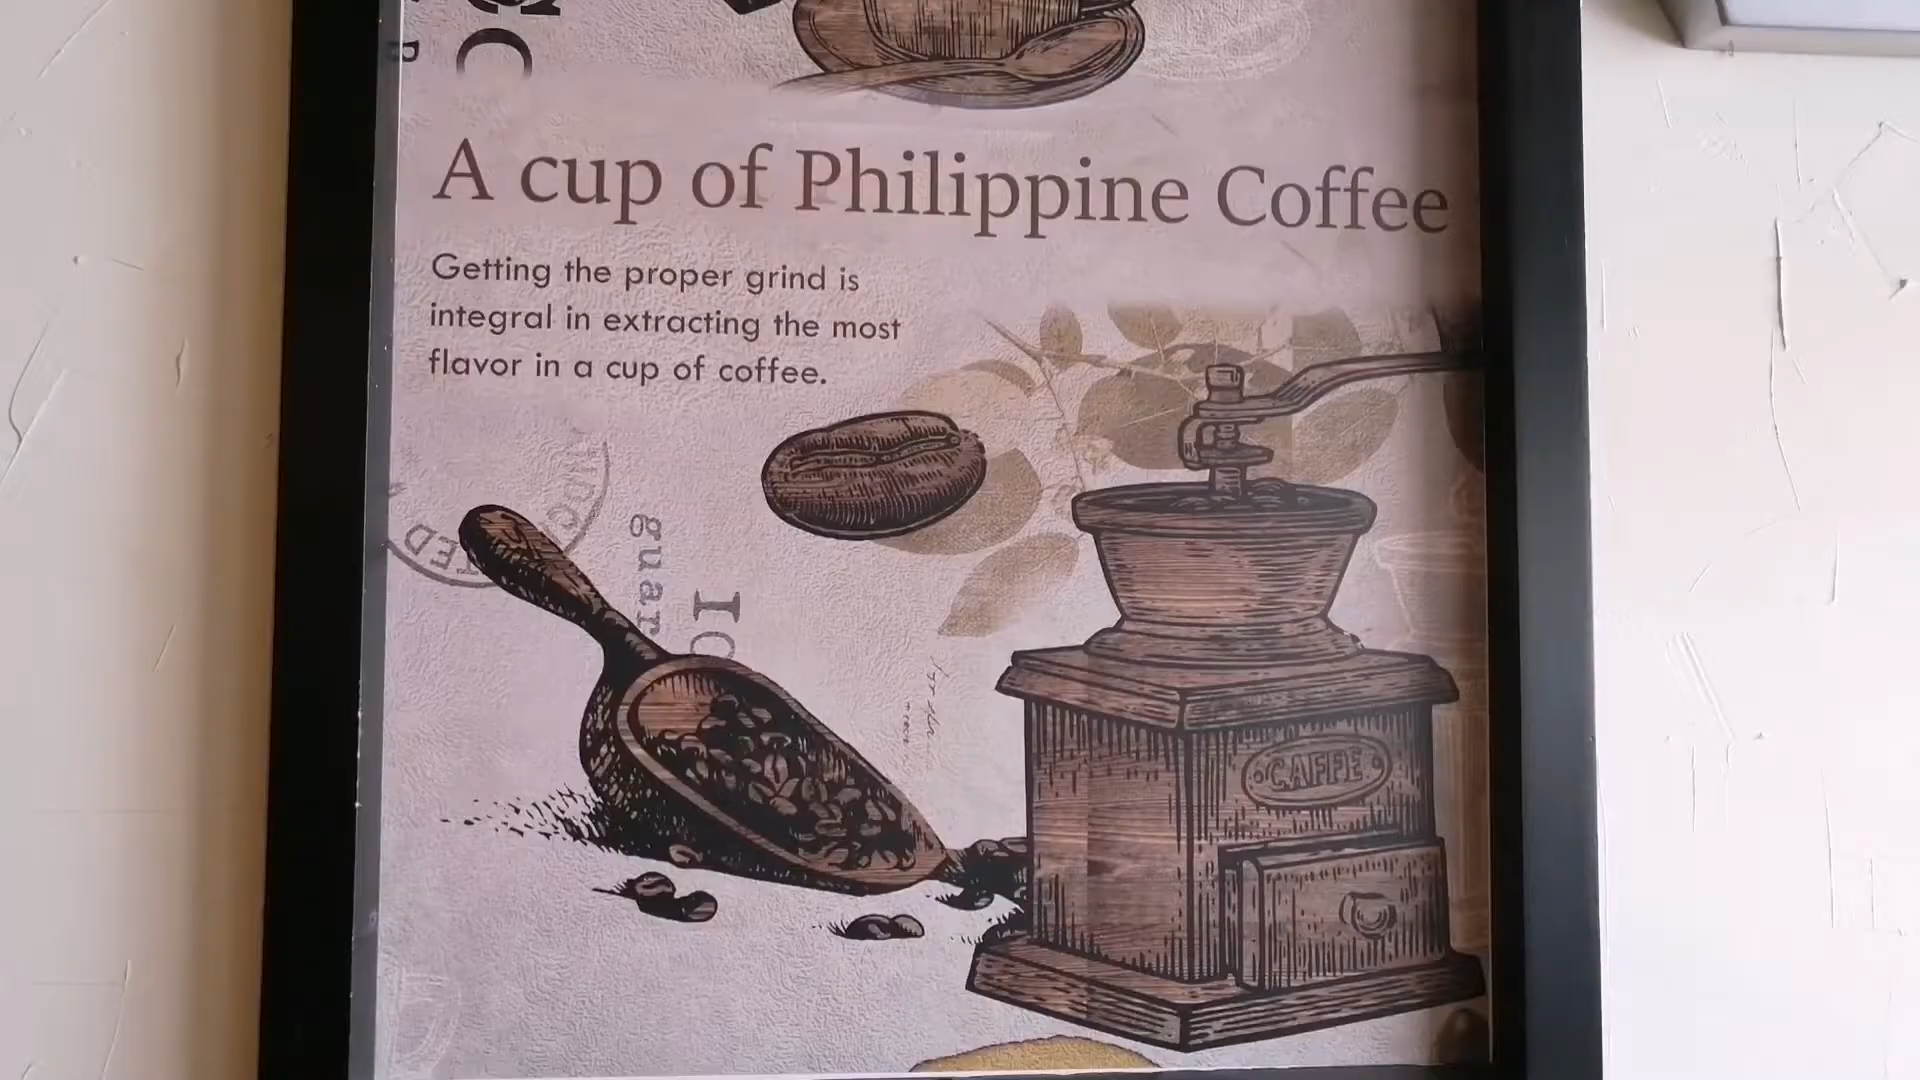 A cup of Philippine Coffee
Getting the proper grind is
integral in extracting the most
flavor in a cup of coffee.
guar
CAFFE